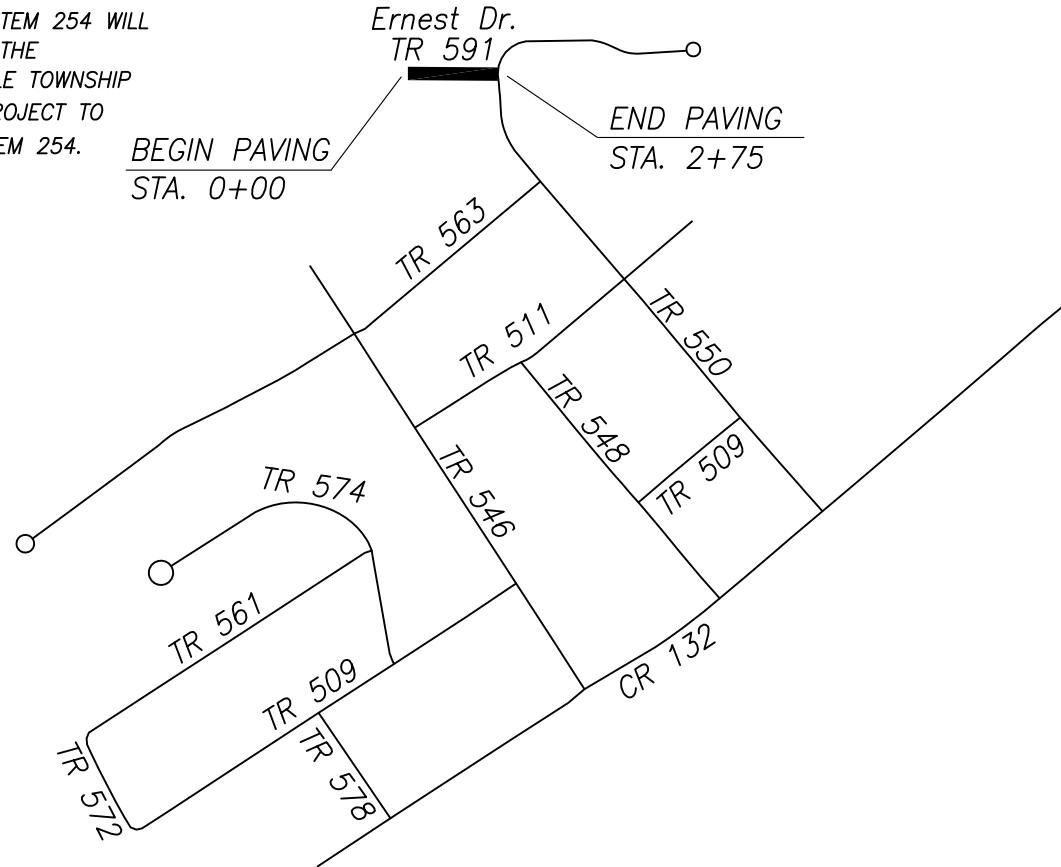 TEM 254 WILL
THE
LE TOWNSHIP
ROJECT TO
EM 254.
Ernest Dr.
TR 591
BEGIN PAVING
STA. 0+00
END PAVING
STA. 2+75
TR 563
TR 511
TR 550
TR 548
TR 509
TR 546
TR 574
TR 561
TR 509
CR 132
TR 572
TR 578